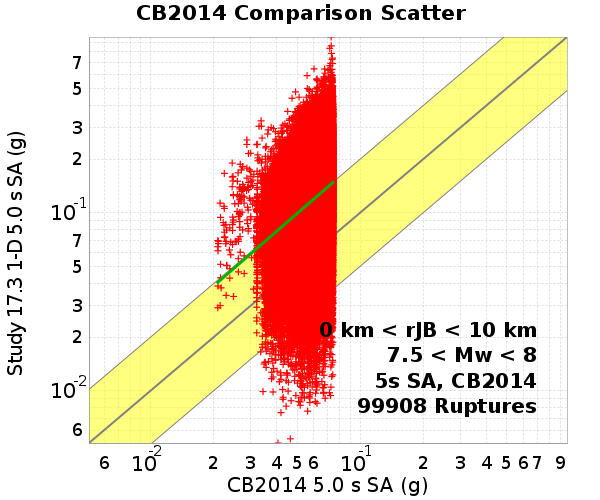 CB2014 Comparison Scatter
Study 17.3 1-D 5.0 s SA (g)
7
5
3
2
10-1
7
5
3
2
10-2
6
0 km < rJB < 10 km
7.5 < Mw < 8
5s SA, CB2014
99908 Ruptures
6 10-2 2 3 4 5 6 10-1 2 3 4 5 6 7
CB2014 5.0 s SA (g)